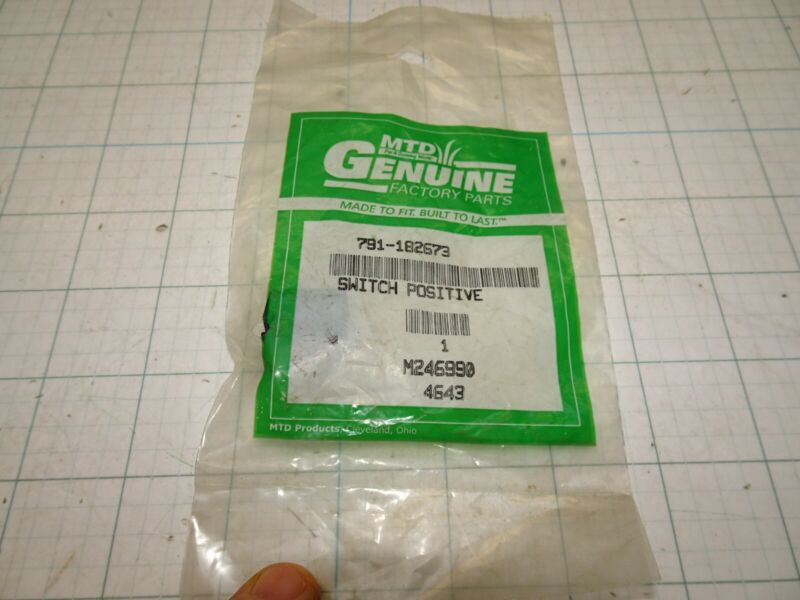 MTD
GENUINE
FACTORY PARTS
MADE TO FIT. BUILT TO LAST.™
791-182673
SWITCH POSITIVE
1
M246990
4643
MTD Products, Cleveland, Ohio